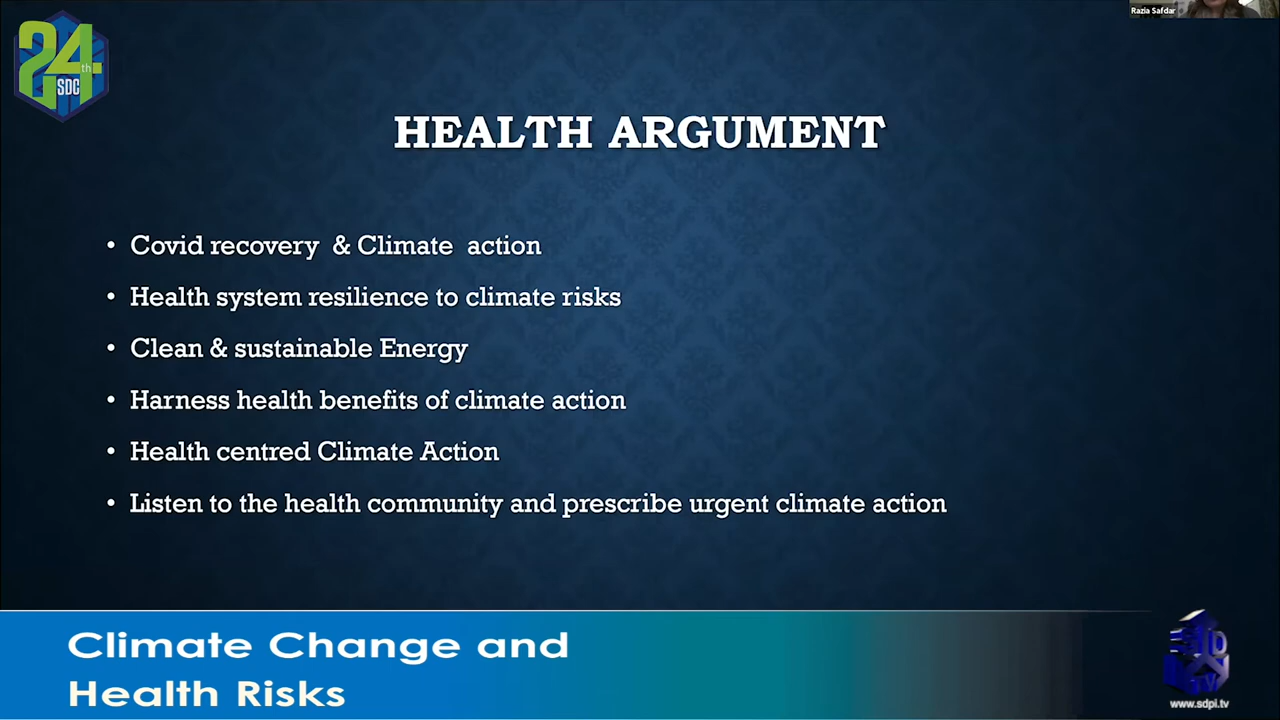 Razia Safdar
24th
SDC
HEALTH ARGUMENT
• Covid recovery & Climate action
• Health system resilience to climate risks
• Clean & sustainable Energy
• Harness health benefits of climate action
• Health centred Climate Action
• Listen to the health community and prescribe urgent climate action
Climate Change and
Health Risks
SDPI
TV
www.sdpi.tv